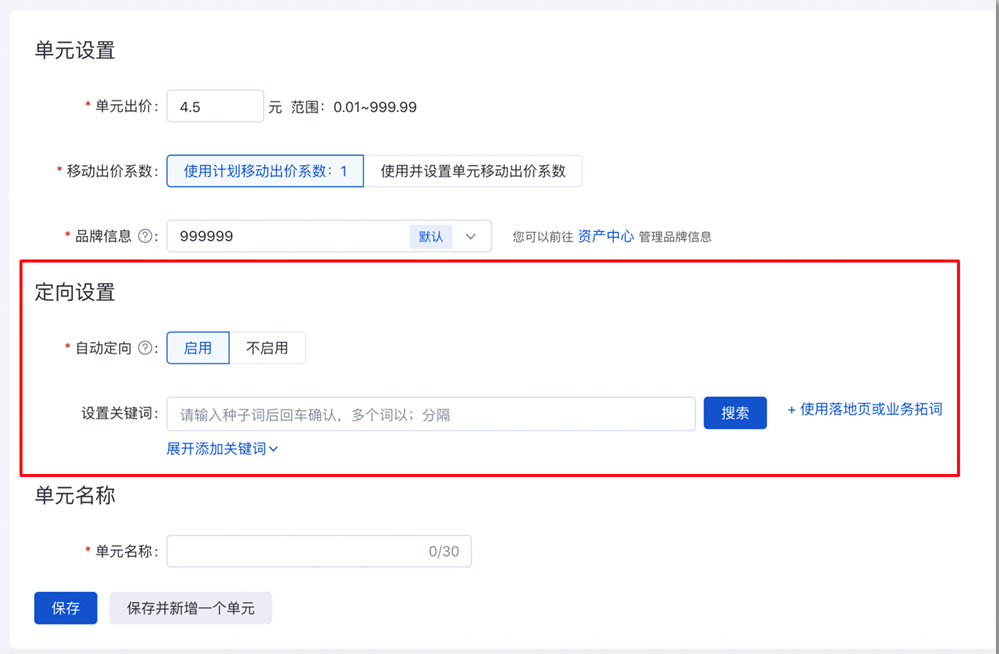 单元设置
* 单元出价: 4.5 元 范围: 0.01~999.99
* 移动出价系数: 使用计划移动出价系数: 1 使用并设置单元移动出价系数
* 品牌信息 ?: 999999 默认 您可以前往 资产中心 管理品牌信息
定向设置
* 自动定向 ?: 启用 不启用
设置关键词: 请输入种子词后回车确认，多个词以；分隔 搜索 + 使用落地页或业务拓词
展开添加关键词
单元名称
* 单元名称: 0/30
保存 保存并新增一个单元